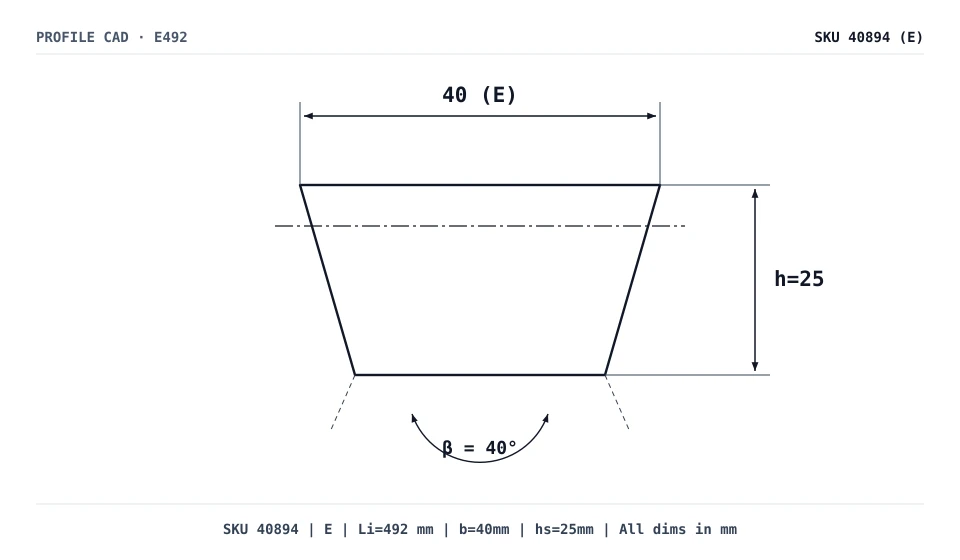 PROFILE CAD · E492
SKU 40894 (E)
40 (E)
h=25
β = 40°
SKU 40894 | E | Li=492 mm | b=40mm | hs=25mm | All dims in mm